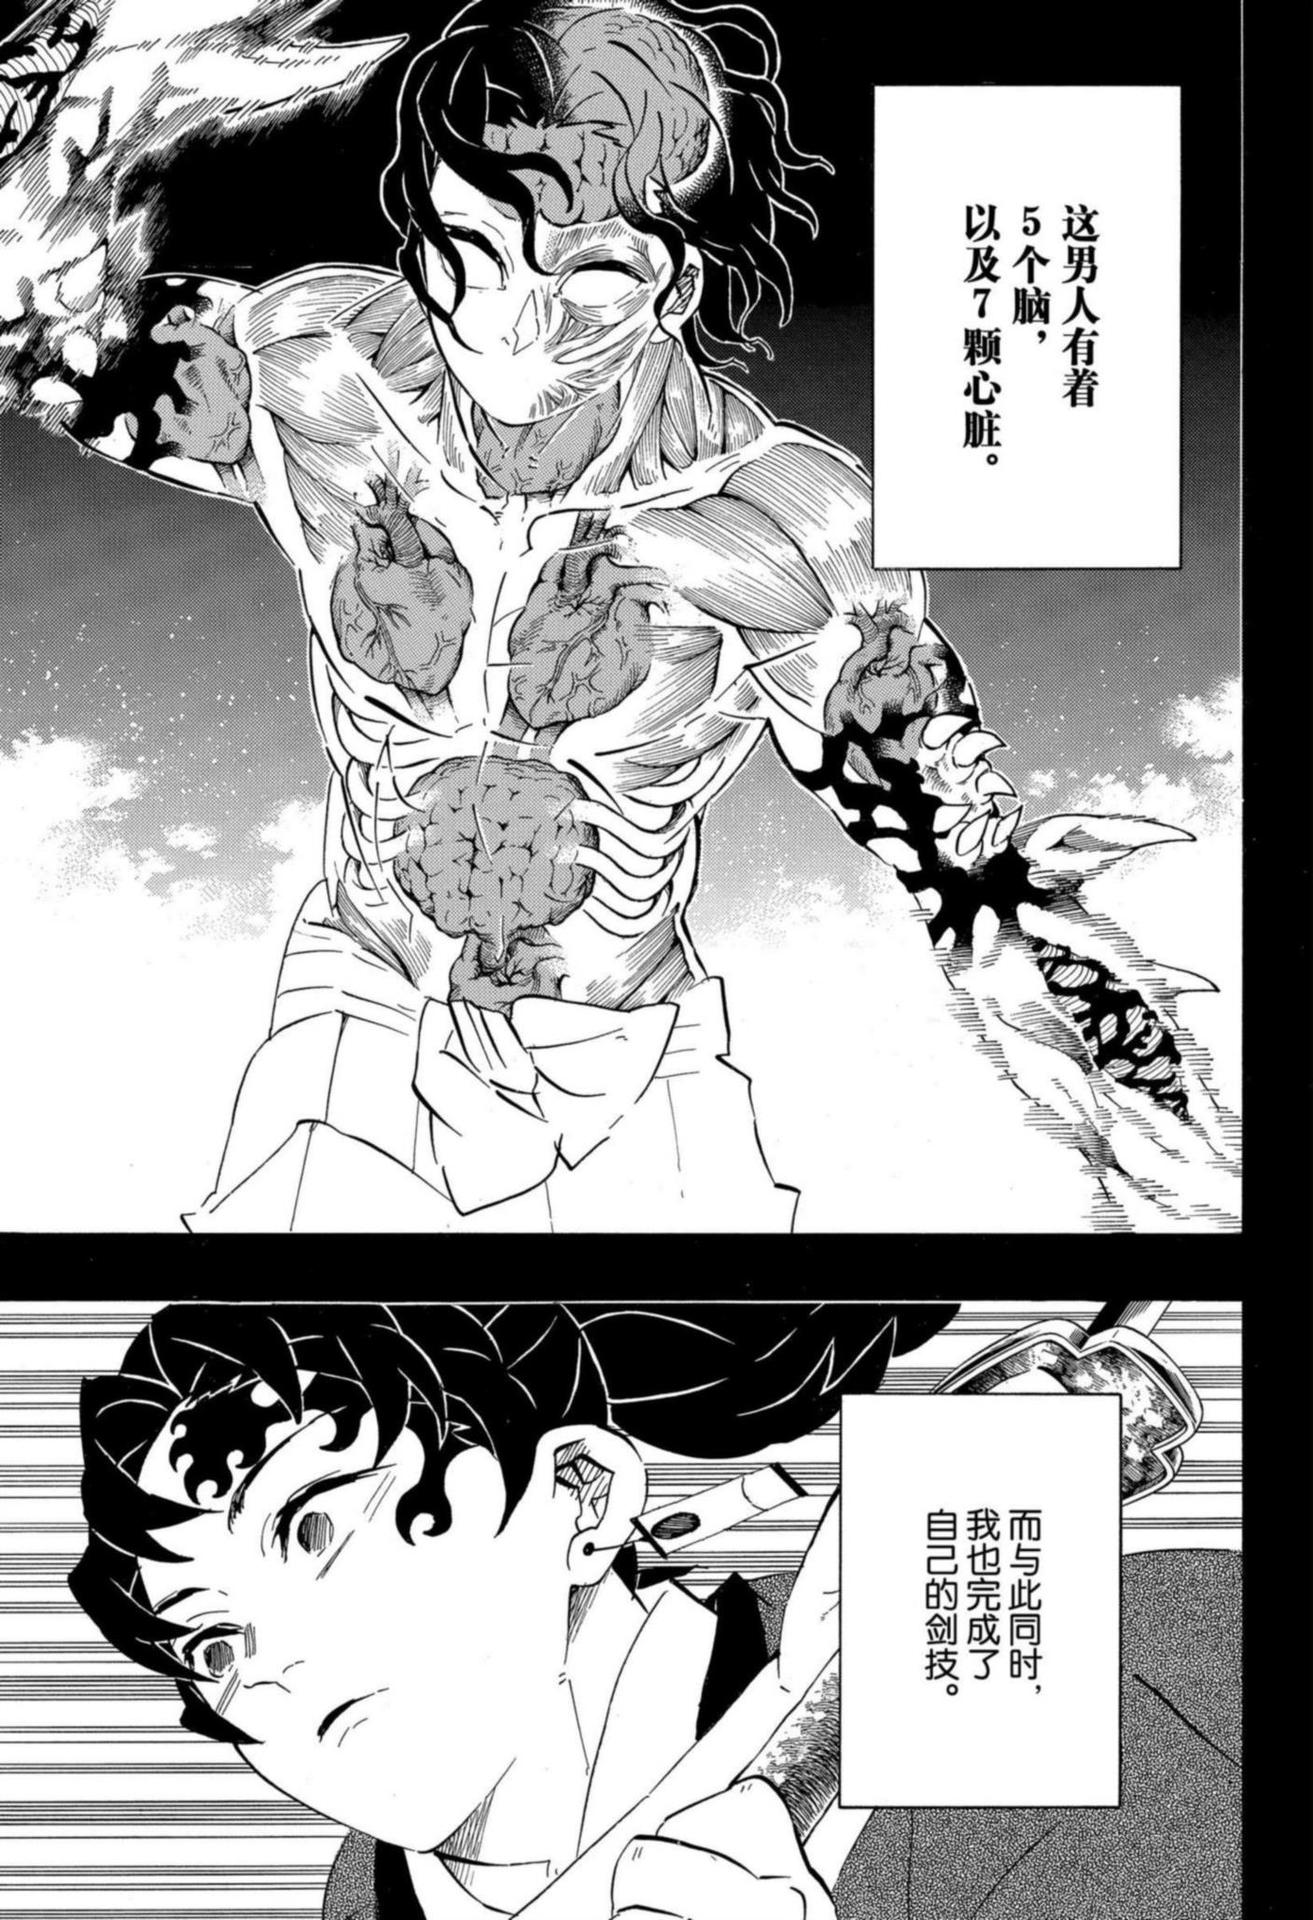 这男人有着
5个脑，
以及7颗心脏。
而与此同时，
我也完成了
自己的剑技。